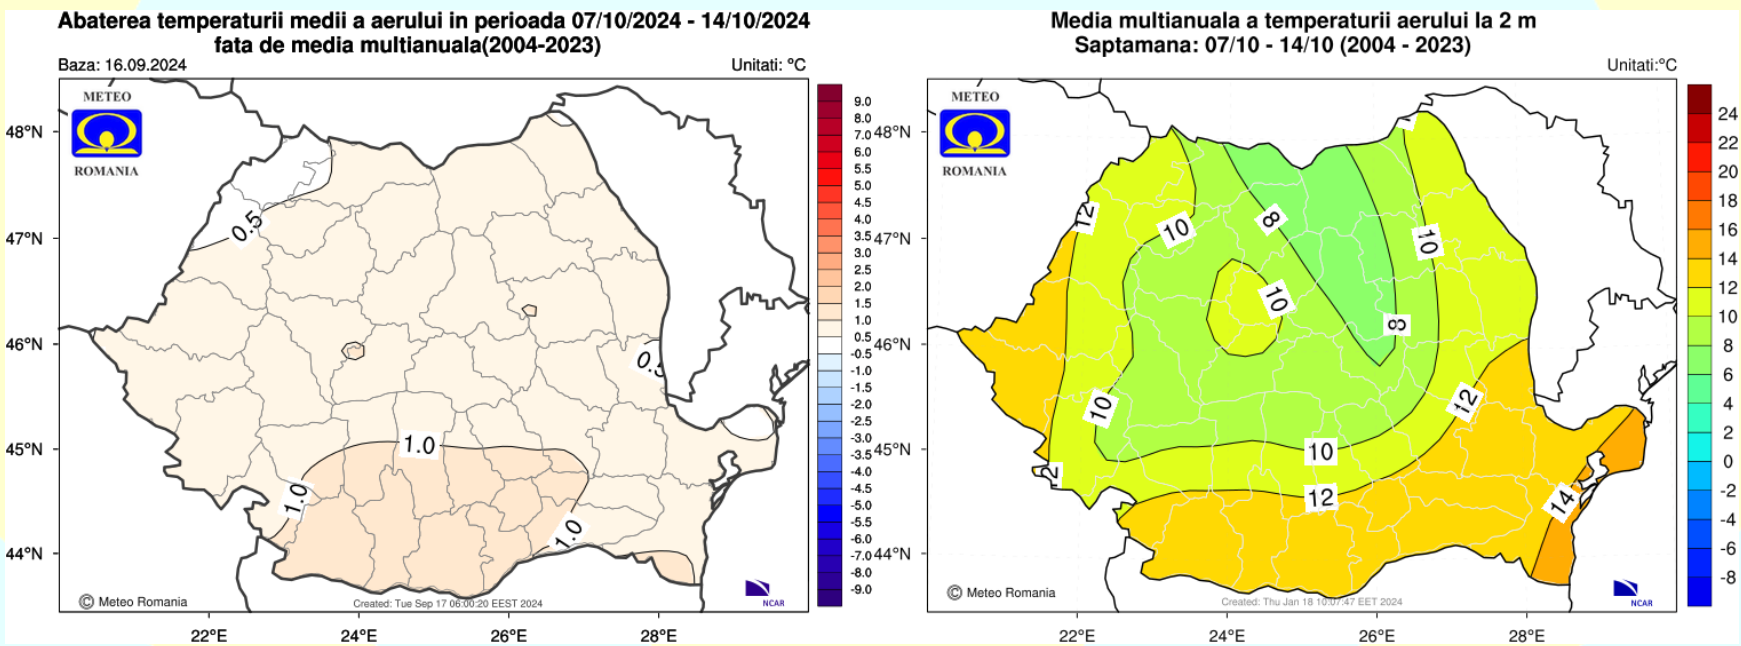 Abaterea temperaturii medii a aerului in perioada 07/10/2024 - 14/10/2024
fata de media multianuala(2004-2023)
Baza: 16.09.2024
Unitati: °C
METEO
ROMANIA
48°N
47°N
46°N
45°N
44°N
22°E
24°E
26°E
28°E
0.5
0.5
1.0
1.0
1.0
9.0
8.0
7.0
6.0
5.5
5.0
4.5
4.0
3.5
3.0
2.5
2.0
1.5
1.0
0.5
-0.5
-1.0
-1.5
-2.0
-2.5
-3.0
-3.5
-4.0
-4.5
-5.0
-5.5
-6.0
-7.0
-8.0
-9.0
© Meteo Romania
Created: Tue Sep 17 06:00:20 EEST 2024
NCAR
Media multianuala a temperaturii aerului la 2 m
Saptamana: 07/10 - 14/10 (2004 - 2023)
Unitati:°C
METEO
ROMANIA
48°N
47°N
46°N
45°N
44°N
22°E
24°E
26°E
28°E
12
10
8
10
10
8
10
12
10
12
12
14
24
22
20
18
16
14
12
10
8
6
4
2
0
-2
-4
-6
-8
© Meteo Romania
Created: Thu Jan 18 10:07:47 EET 2024
NCAR